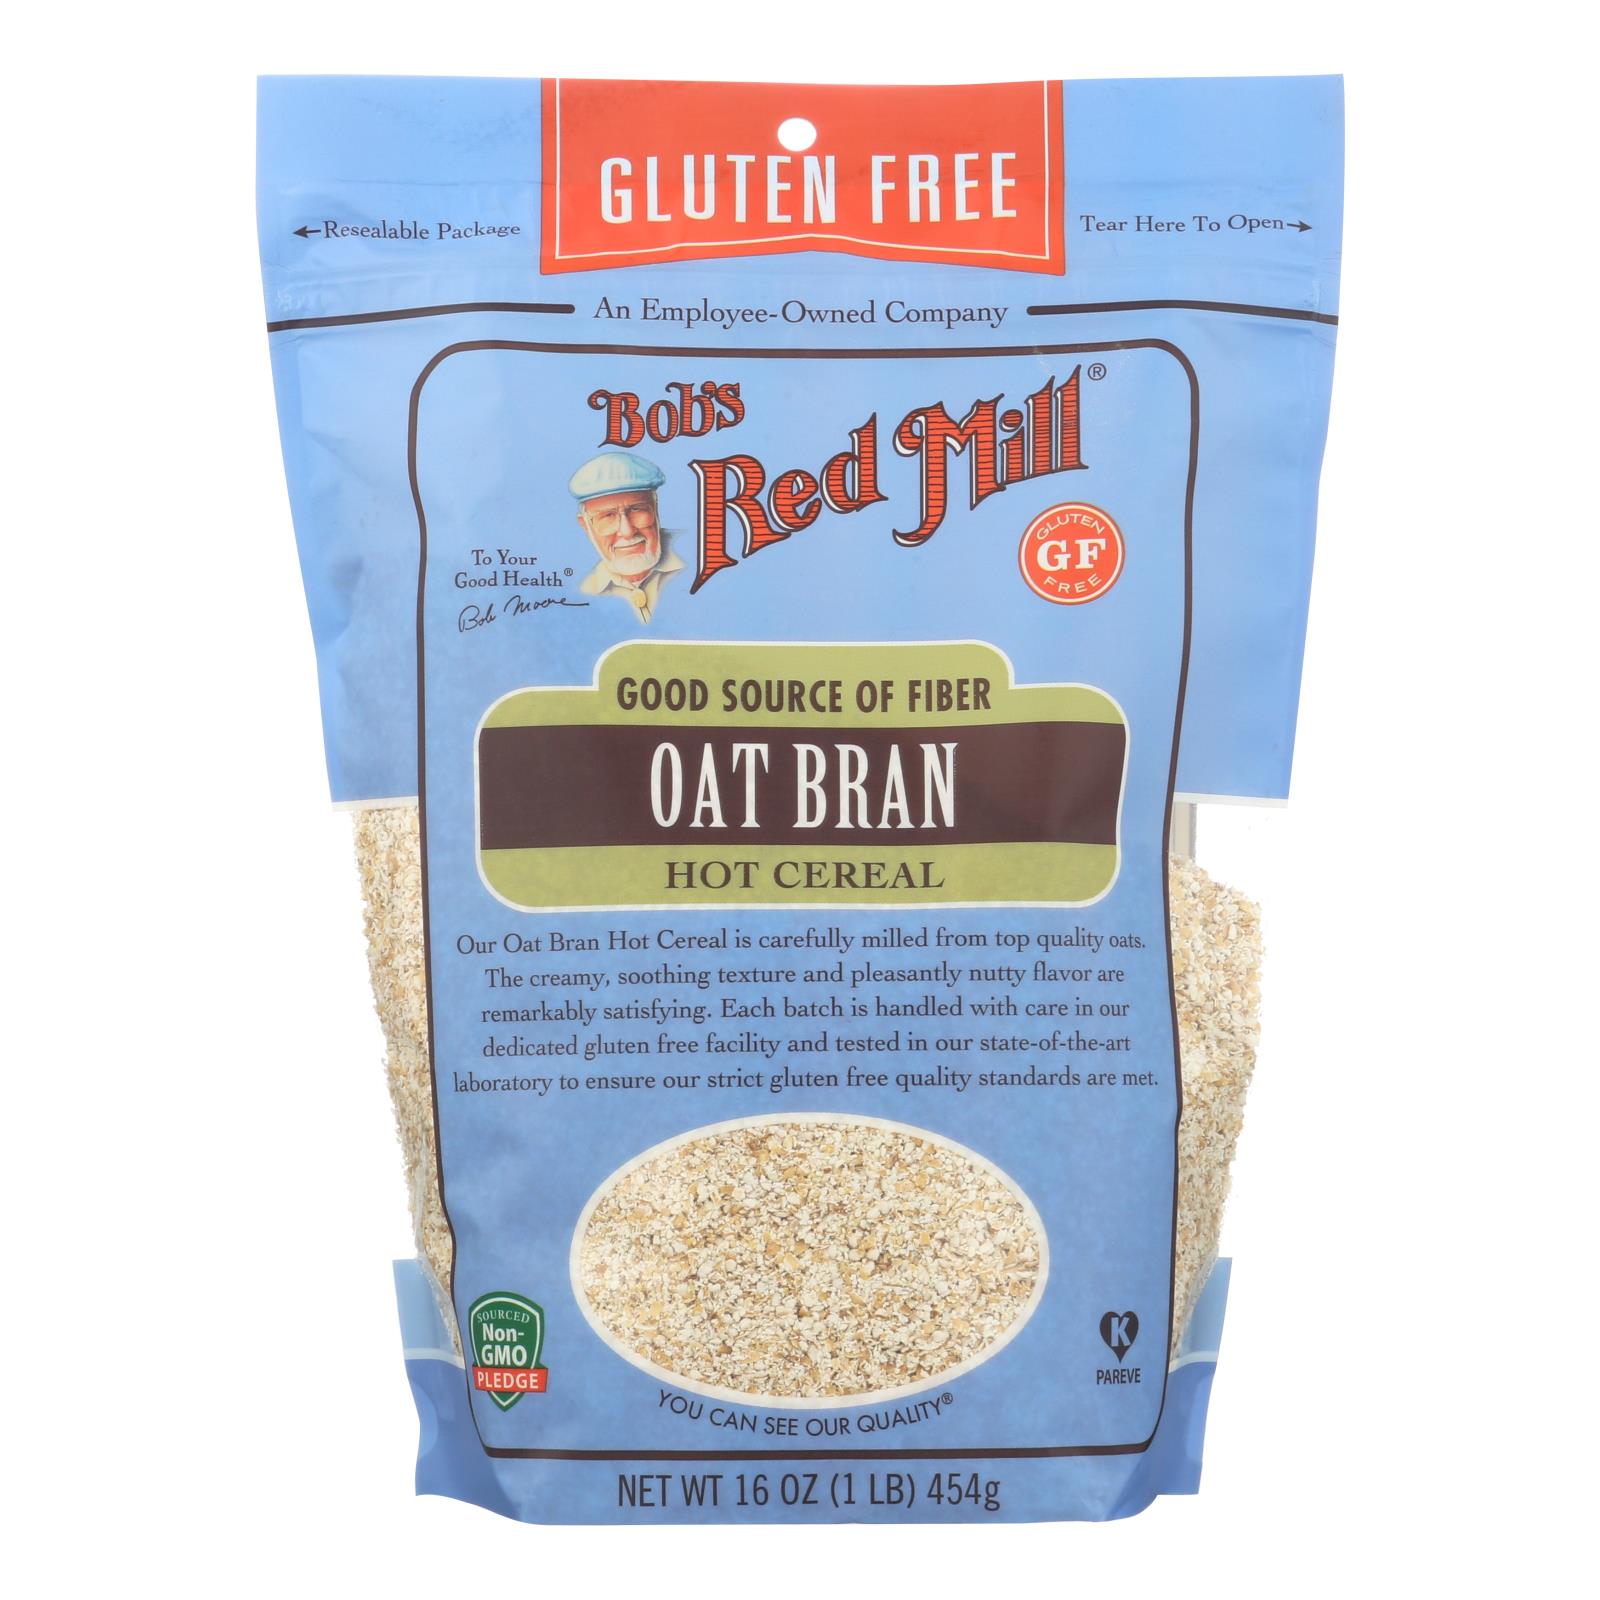 GLUTEN FREE
←Resealable Package
Tear Here To Open→
An Employee-Owned Company
Bob's
Red Mill®
To Your
Good Health®
Bob Moore
GLUTEN
GF
FREE
GOOD SOURCE OF FIBER
OAT BRAN
HOT CEREAL
Our Oat Bran Hot Cereal is carefully milled from top quality oats.
The creamy, soothing texture and pleasantly nutty flavor are
remarkably satisfying. Each batch is handled with care in our
dedicated gluten free facility and tested in our state-of-the-art
laboratory to ensure our strict gluten free quality standards are met.
SOURCED
Non-
GMO
PLEDGE
K
PAREVE
YOU CAN SEE OUR QUALITY®
NET WT 16 OZ (1 LB) 454g